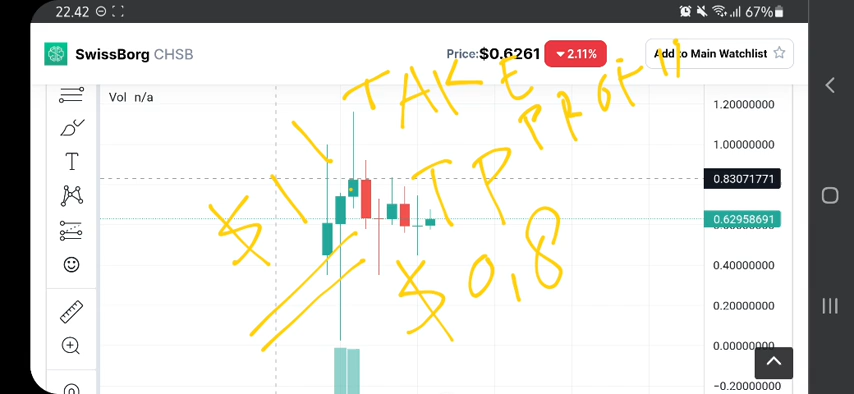 22.42
67%
SwissBorg CHSB
Price:$0.6261
2.11%
Add to Main Watchlist
Vol n/a
TAKE PROFIT
TP
$ 0,8
1.20000000
1.00000000
0.83071771
0.62958691
0.40000000
0.20000000
0.00000000
−0.20000000